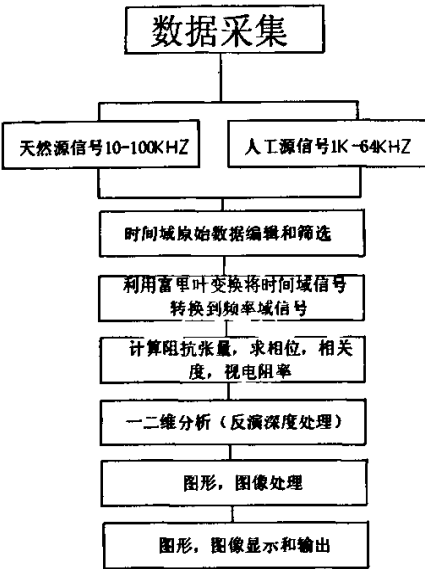 数据采集
天然源信号10-100KHZ
人工源信号1K-64KHZ
时间域原始数据编辑和筛选
利用富里叶变换将时间域信号
转换到频率域信号
计算阻抗张量，求相位，相关
度，视电阻率
一二维分析（反演深度处理）
图形，图像处理
图形，图像显示和输出